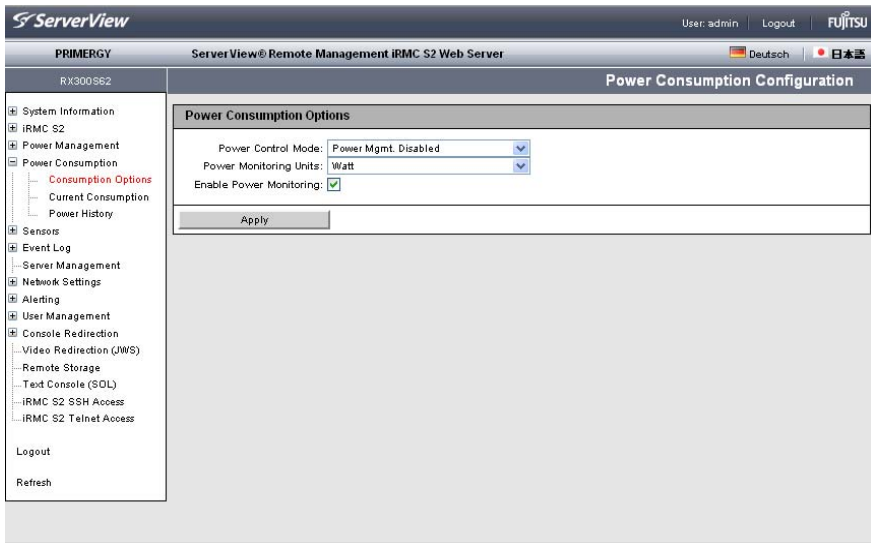 ServerView
User: admin Logout FUJITSU
PRIMERGY ServerView® Remote Management iRMC S2 Web Server Deutsch 日本語
RX300S62 Power Consumption Configuration
System Information
iRMC S2
Power Management
Power Consumption
Consumption Options
Current Consumption
Power History
Sensors
Event Log
Server Management
Network Settings
Alerting
User Management
Console Redirection
Video Redirection (JWS)
Remote Storage
Text Console (SOL)
iRMC S2 SSH Access
iRMC S2 Telnet Access
Logout
Refresh
Power Consumption Options
Power Control Mode: Power Mgmt. Disabled
Power Monitoring Units: Watt
Enable Power Monitoring:
Apply